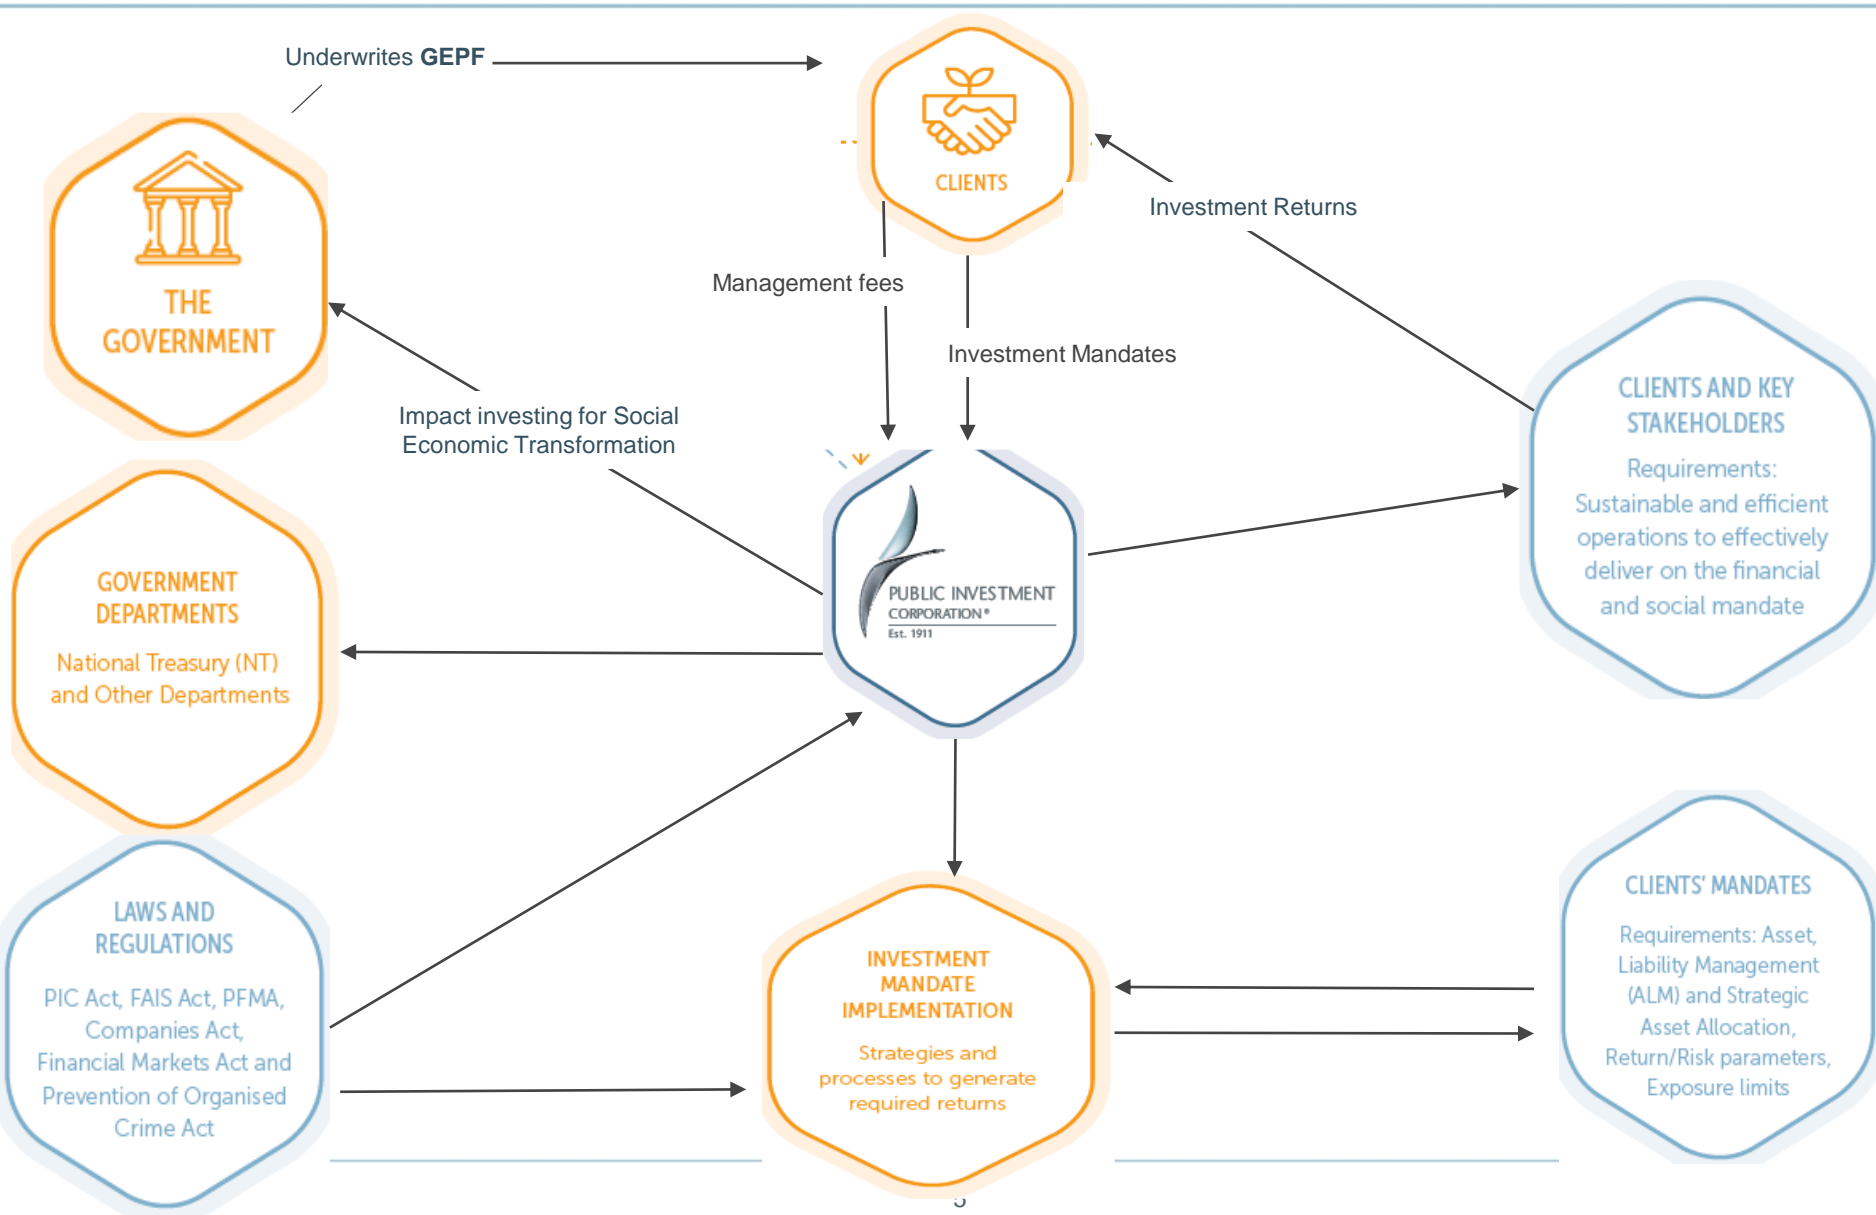 Underwrites GEPF
CLIENTS
THE
GOVERNMENT
Investment Returns
Management fees
Investment Mandates
Impact investing for Social
Economic Transformation
CLIENTS AND KEY
STAKEHOLDERS
Requirements:
Sustainable and efficient
operations to effectively
deliver on the financial
and social mandate
PUBLIC INVESTMENT
CORPORATION®
Est. 1911
GOVERNMENT
DEPARTMENTS
National Treasury (NT)
and Other Departments
LAWS AND
REGULATIONS
PIC Act, FAIS Act, PFMA,
Companies Act,
Financial Markets Act and
Prevention of Organised
Crime Act
INVESTMENT
MANDATE
IMPLEMENTATION
Strategies and
processes to generate
required returns
CLIENTS’ MANDATES
Requirements: Asset,
Liability Management
(ALM) and Strategic
Asset Allocation,
Return/Risk parameters,
Exposure limits
5